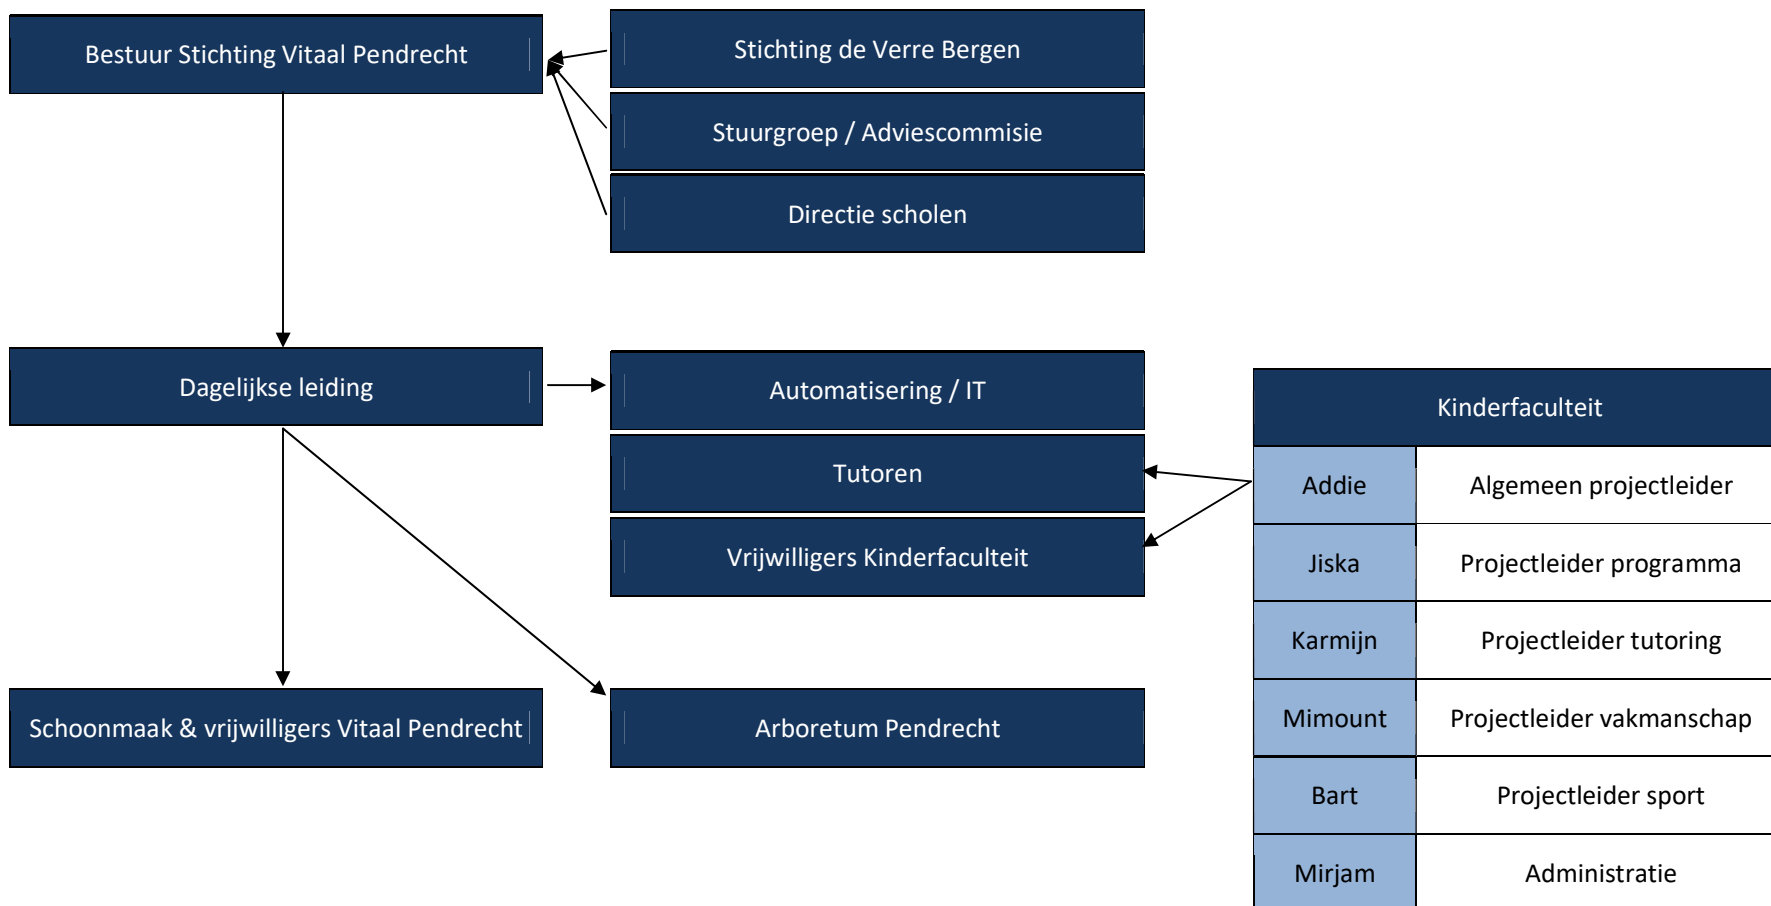 Bestuur Stichting Vitaal Pendrecht
Stichting de Verre Bergen
Stuurgroep / Adviescommisie
Directie scholen
Dagelijkse leiding
Automatisering / IT
Tutoren
Vrijwilligers Kinderfaculteit
Schoonmaak & vrijwilligers Vitaal Pendrecht
Arboretum Pendrecht
Kinderfaculteit
Addie Algemeen projectleider
Jiska Projectleider programma
Karmijn Projectleider tutoring
Mimount Projectleider vakmanschap
Bart Projectleider sport
Mirjam Administratie